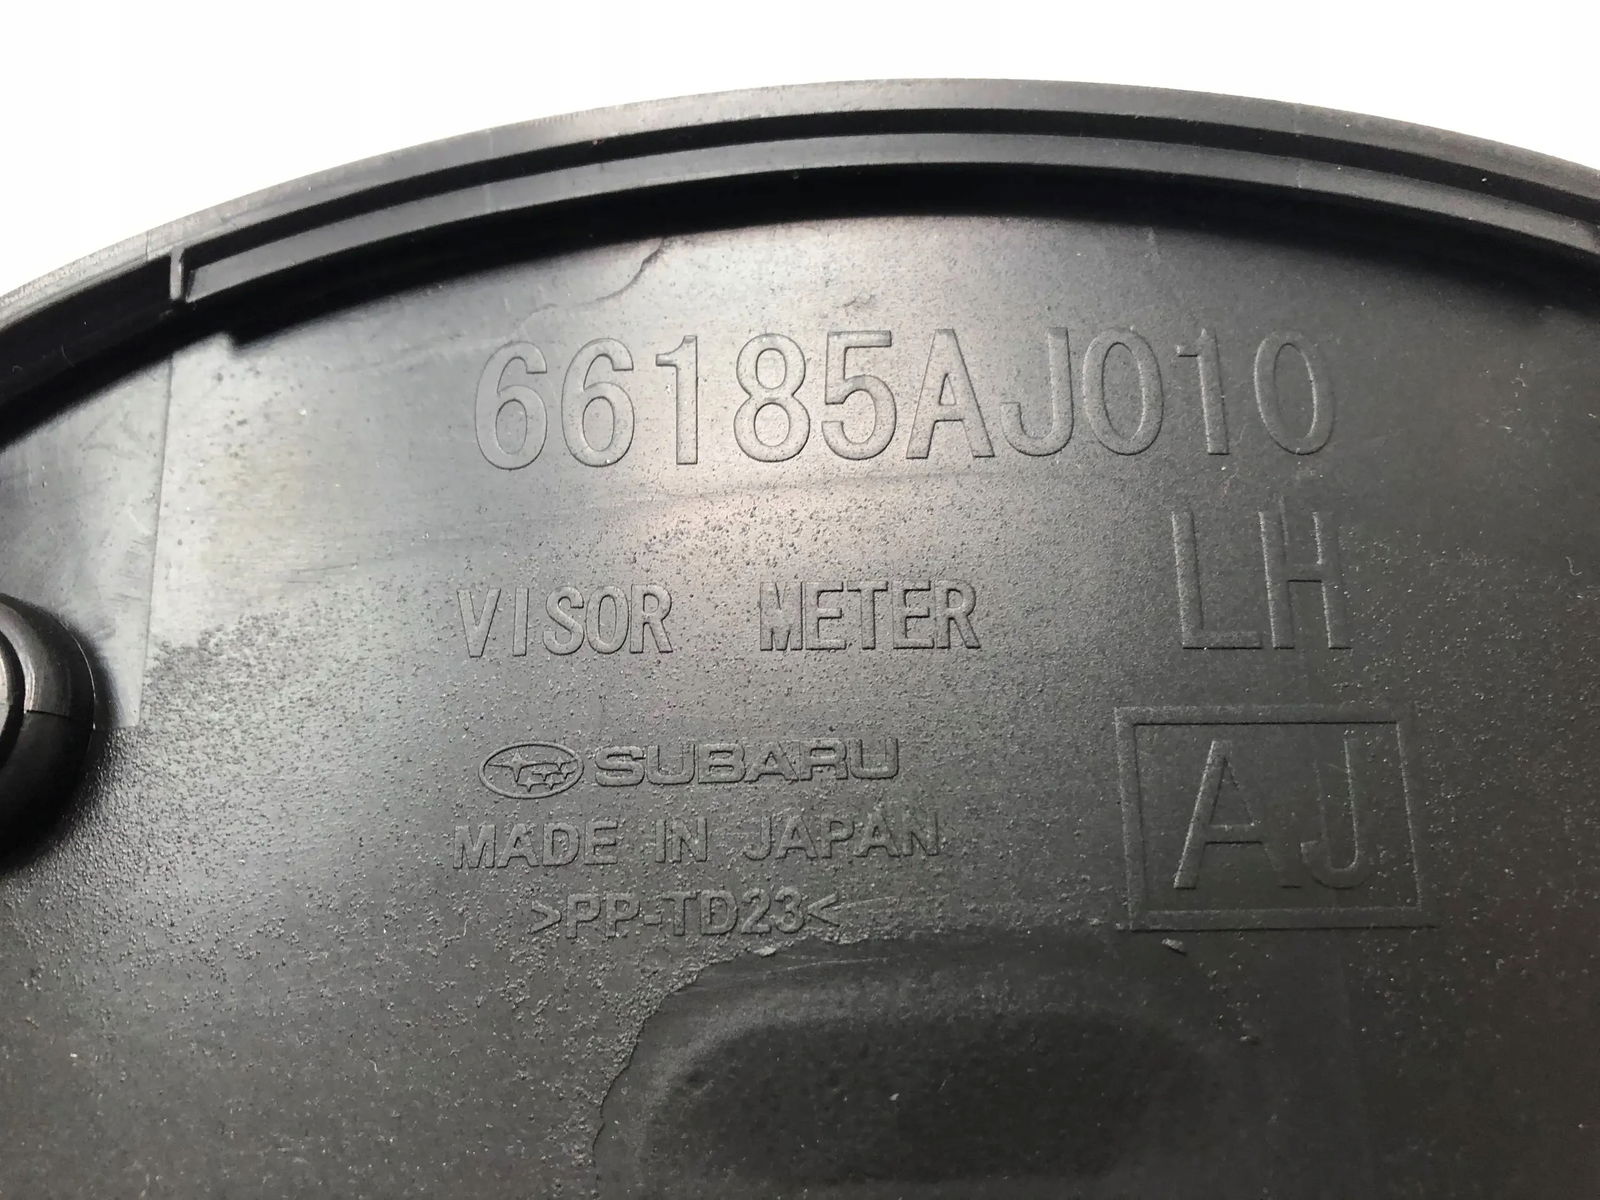 66185AJ010
LH
VISOR METER
SUBARU
MADE IN JAPAN
>PP-TD23<
AJ